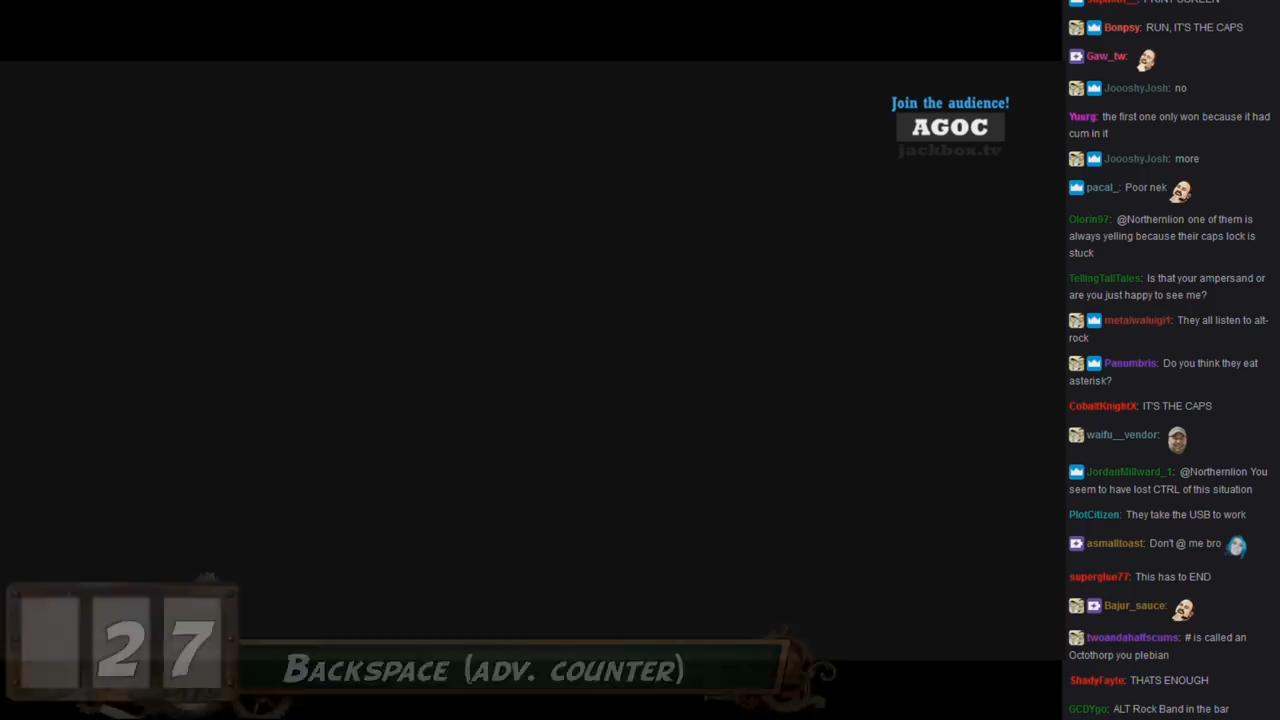 Join the audience!
AGOC
jackbox.tv
27
BACKSPACE (ADV. COUNTER)
Bonpsy: RUN, IT'S THE CAPS
Gaw_tw:
JoooshyJosh: no
Yuurg: the first one only won because it had
cum in it
JoooshyJosh: more
pacal_: Poor nek
Olorin97: @Northernlion one of them is
always yelling because their caps lock is
stuck
TellingTallTales: Is that your ampersand or
are you just happy to see me?
metalwaluigi1: They all listen to alt-
rock
Panumbris: Do you think they eat
asterisk?
CobaltKnightX: IT'S THE CAPS
waifu__vendor:
JordanMillward_1: @Northernlion You
seem to have lost CTRL of this situation
PlotCitizen: They take the USB to work
asmalltoast: Don't @ me bro
superglue77: This has to END
Bajur_sauce:
twoandahalfscums: # is called an
Octothorp you plebian
ShadyFayte: THATS ENOUGH
GCDYgo: ALT Rock Band in the bar